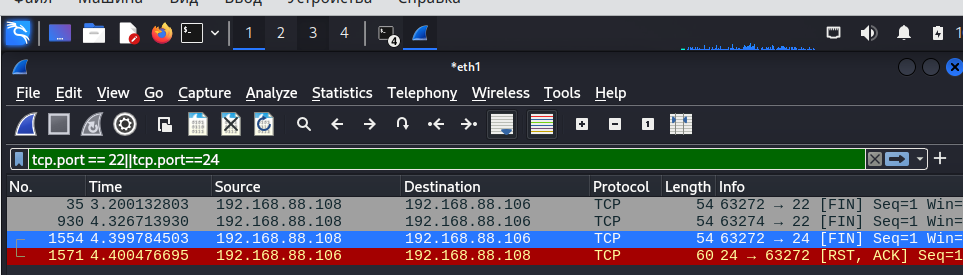 Файл Машина Вид Ввод Устройства Справка
1 2 3 4 4 1
*eth1
File Edit View Go Capture Analyze Statistics Telephony Wireless Tools Help
tcp.port == 22||tcp.port==24
No. Time Source Destination Protocol Length Info
35 3.200132803 192.168.88.108 192.168.88.106 TCP 54 63272 → 22 [FIN] Seq=1 Win=
930 4.326713930 192.168.88.108 192.168.88.106 TCP 54 63274 → 22 [FIN] Seq=1 Win=
1554 4.399784503 192.168.88.108 192.168.88.106 TCP 54 63272 → 24 [FIN] Seq=1 Win=
1571 4.400476695 192.168.88.106 192.168.88.108 TCP 60 24 → 63272 [RST, ACK] Seq=1